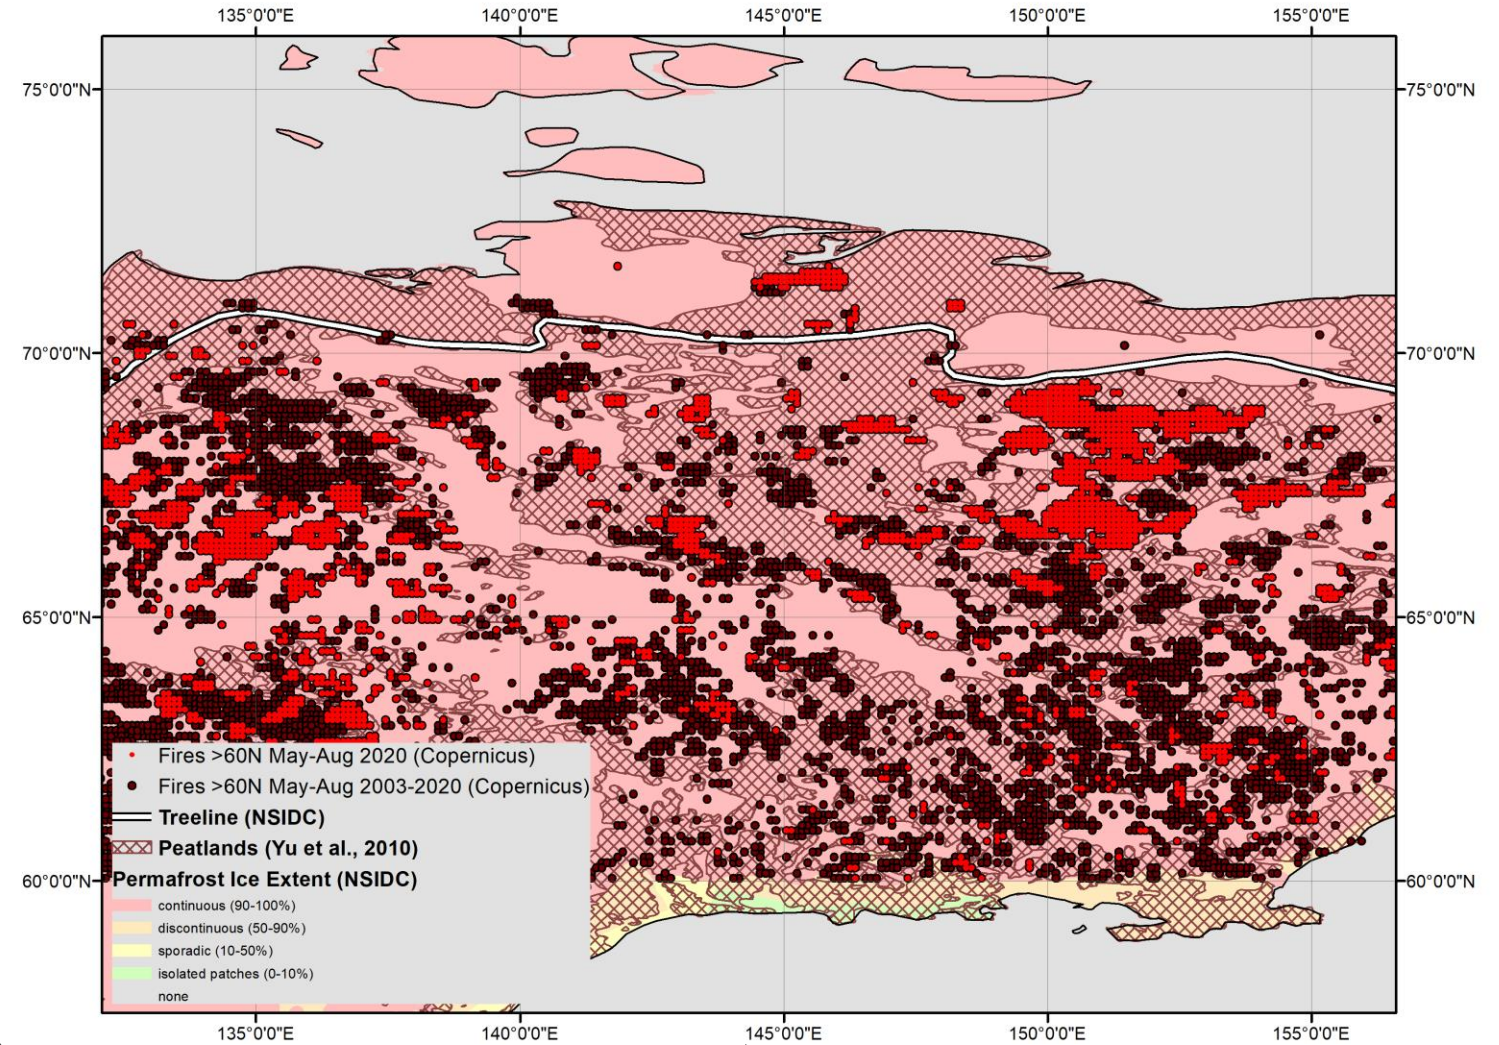 135°0'0"E 140°0'0"E 145°0'0"E 150°0'0"E 155°0'0"E
75°0'0"N 75°0'0"N
70°0'0"N 70°0'0"N
65°0'0"N 65°0'0"N
Fires >60N May-Aug 2020 (Copernicus)
Fires >60N May-Aug 2003-2020 (Copernicus)
Treeline (NSIDC)
Peatlands (Yu et al., 2010)
60°0'0"N 60°0'0"N
Permafrost Ice Extent (NSIDC)
continuous (90-100%)
discontinuous (50-90%)
sporadic (10-50%)
isolated patches (0-10%)
none
135°0'0"E 140°0'0"E 145°0'0"E 150°0'0"E 155°0'0"E